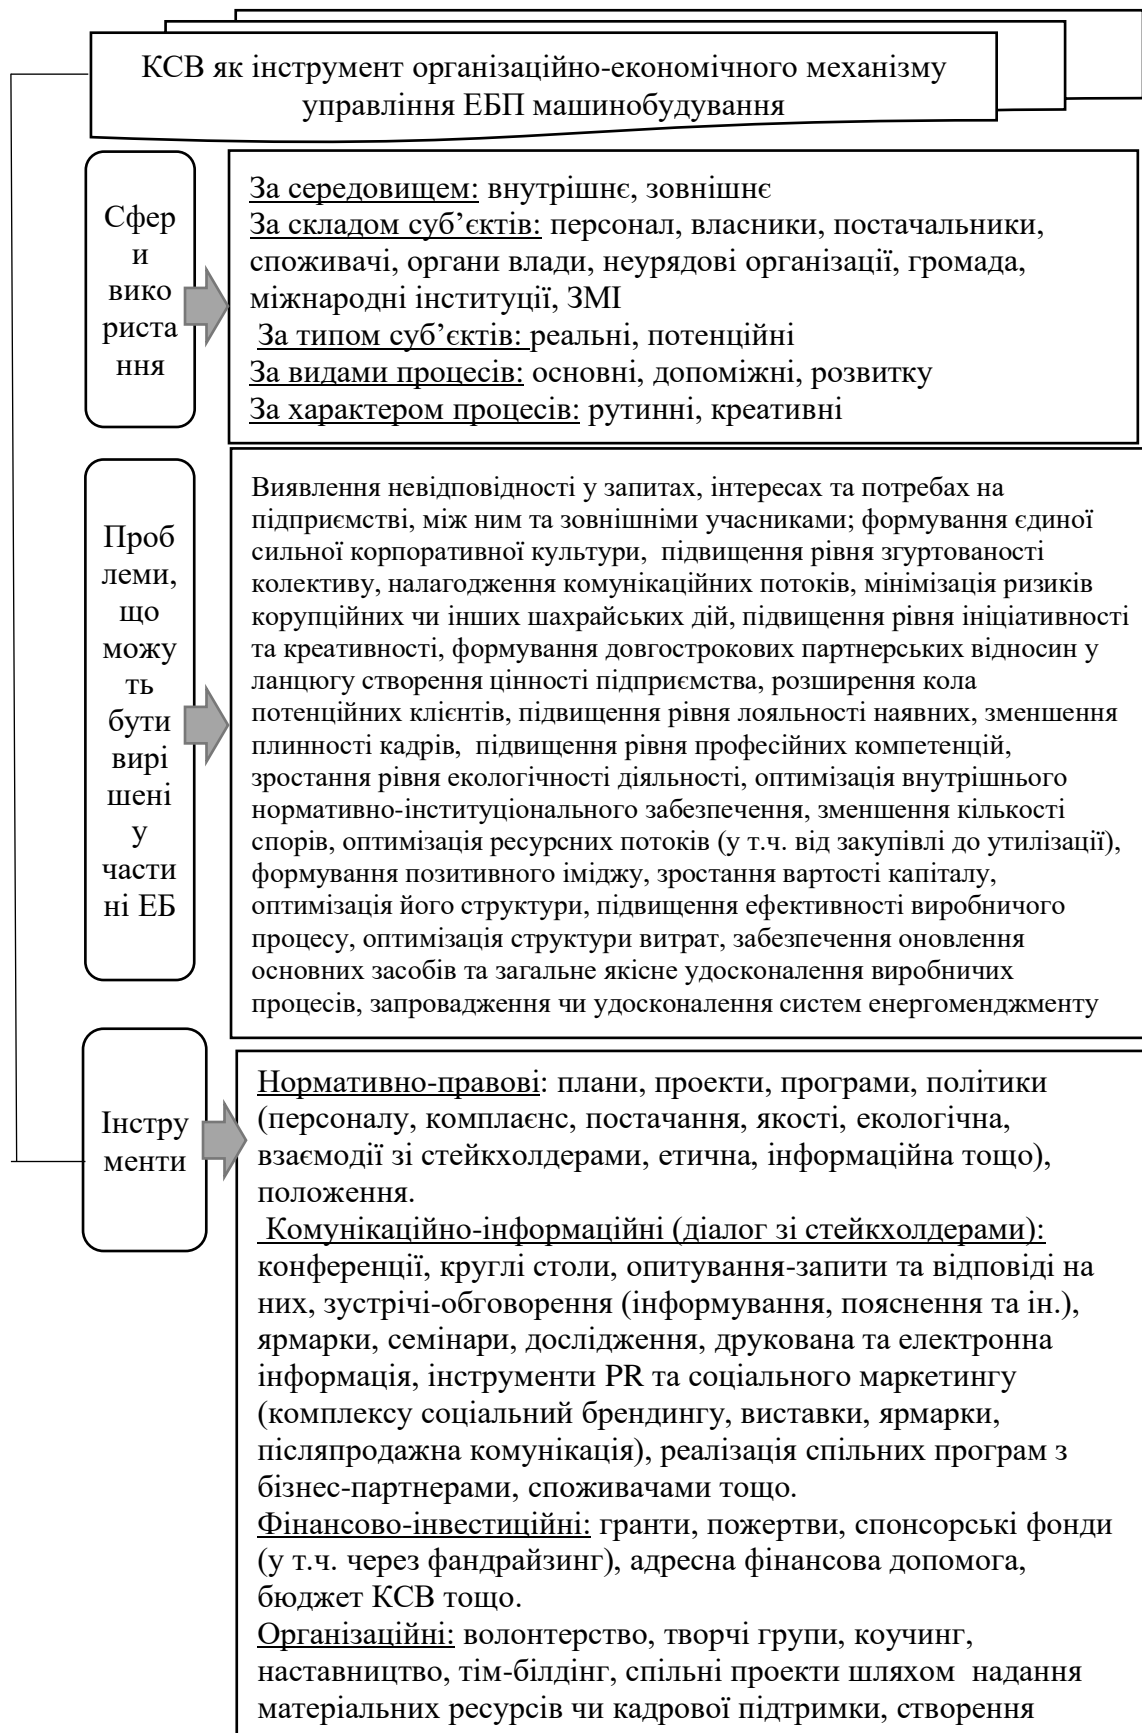 КСВ як інструмент організаційно-економічного механізму
управління ЕБП машинобудування
Сфер
и
вико
риста
ння
За середовищем: внутрішнє, зовнішнє
За складом суб’єктів: персонал, власники, постачальники,
споживачі, органи влади, неурядові організації, громада,
міжнародні інституції, ЗМІ
За типом суб’єктів: реальні, потенційні
За видами процесів: основні, допоміжні, розвитку
За характером процесів: рутинні, креативні
Проб
леми,
що
можу
ть
бути
вирі
шені
у
части
ні ЕБ
Виявлення невідповідності у запитах, інтересах та потребах на
підприємстві, між ним та зовнішніми учасниками; формування єдиної
сильної корпоративної культури, підвищення рівня згуртованості
колективу, налагодження комунікаційних потоків, мінімізація ризиків
корупційних чи інших шахрайських дій, підвищення рівня ініціативності
та креативності, формування довгострокових партнерських відносин у
ланцюгу створення цінності підприємства, розширення кола
потенційних клієнтів, підвищення рівня лояльності наявних, зменшення
плинності кадрів, підвищення рівня професійних компетенцій,
зростання рівня екологічності діяльності, оптимізація внутрішнього
нормативно-інституціонального забезпечення, зменшення кількості
спорів, оптимізація ресурсних потоків (у т.ч. від закупівлі до утилізації),
формування позитивного іміджу, зростання вартості капіталу,
оптимізація його структури, підвищення ефективності виробничого
процесу, оптимізація структури витрат, забезпечення оновлення
основних засобів та загальне якісне удосконалення виробничих
процесів, запровадження чи удосконалення систем енергоменджменту
Інстру
менти
Нормативно-правові: плани, проекти, програми, політики
(персоналу, комплаєнс, постачання, якості, екологічна,
взаємодії зі стейкхолдерами, етична, інформаційна тощо),
положення.
Комунікаційно-інформаційні (діалог зі стейкхолдерами):
конференції, круглі столи, опитування-запити та відповіді на
них, зустрічі-обговорення (інформування, пояснення та ін.),
ярмарки, семінари, дослідження, друкована та електронна
інформація, інструменти PR та соціального маркетингу
(комплексу соціальний брендингу, виставки, ярмарки,
післяпродажна комунікація), реалізація спільних програм з
бізнес-партнерами, споживачами тощо.
Фінансово-інвестиційні: гранти, пожертви, спонсорські фонди
(у т.ч. через фандрайзинг), адресна фінансова допомога,
бюджет КСВ тощо.
Організаційні: волонтерство, творчі групи, коучинг,
наставництво, тім-білдінг, спільні проекти шляхом надання
матеріальних ресурсів чи кадрової підтримки, створення